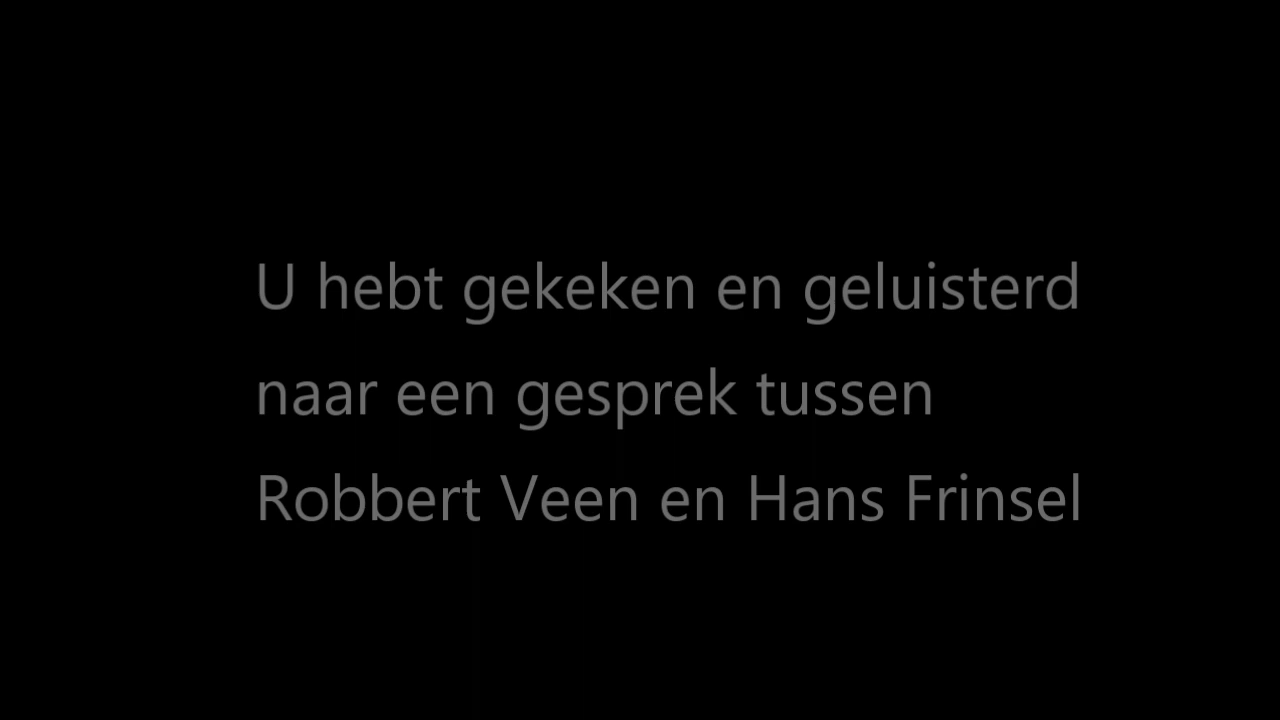 U hebt gekeken en geluisterd
naar een gesprek tussen
Robbert Veen en Hans Frinsel